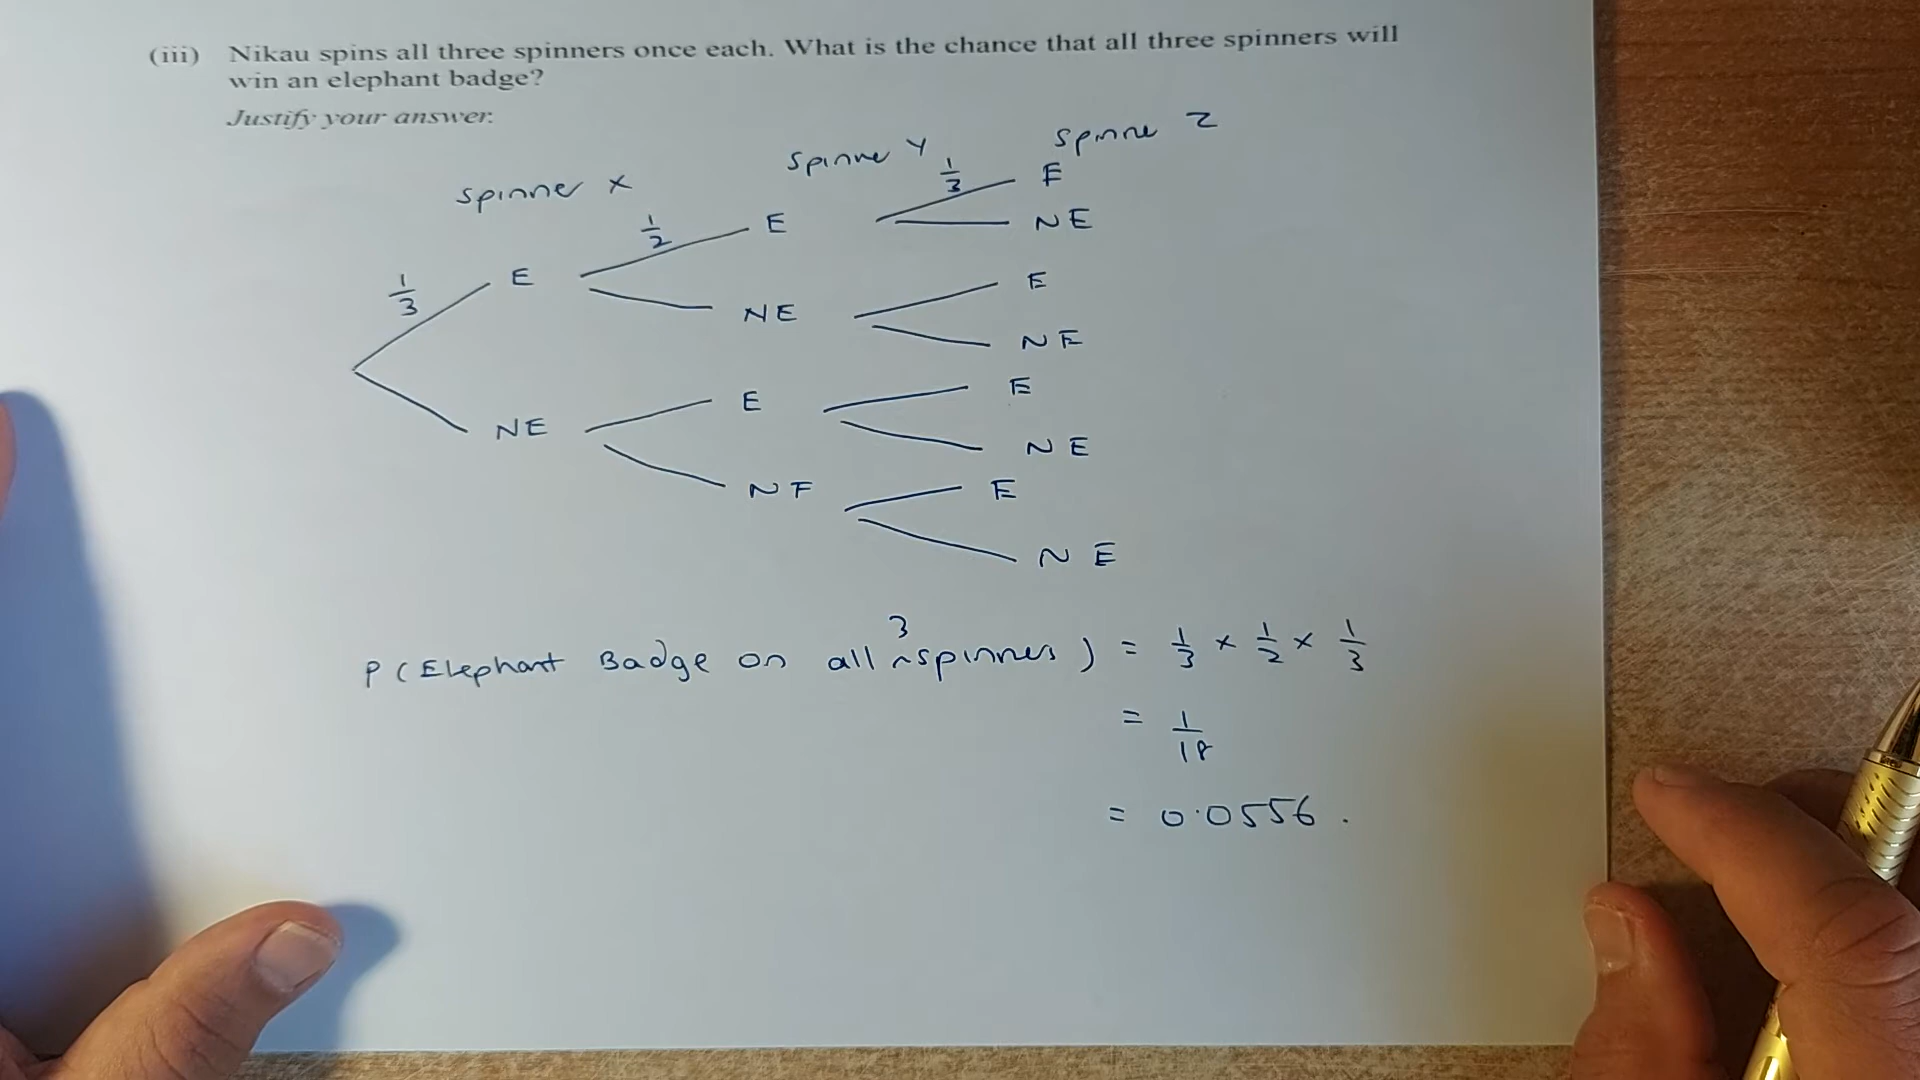 (iii) Nikau spins all three spinners once each. What is the chance that all three spinners will
win an elephant badge?
Justify your answer.
spinner X spinne Y spinne Z
1/3 E
1/2 E NE
1/3 E E
NE NE
E E
NE NE
NE E
NE
P(Elephant Badge on all 3 spinners) = 1/3 × 1/2 × 1/3
= 1/18
= 0.0556.